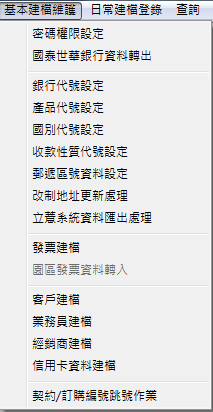 基本建檔維護 日常建檔登錄 查詢
密碼權限設定
國泰世華銀行資料轉出
銀行代號設定
產品代號設定
國別代號設定
收款性質代號設定
郵遞區號資料設定
改制地址更新處理
立薏系統資料匯出處理
發票建檔
園區發票資料轉入
客戶建檔
業務員建檔
經銷商建檔
信用卡資料建檔
契約/訂購編號跳號作業